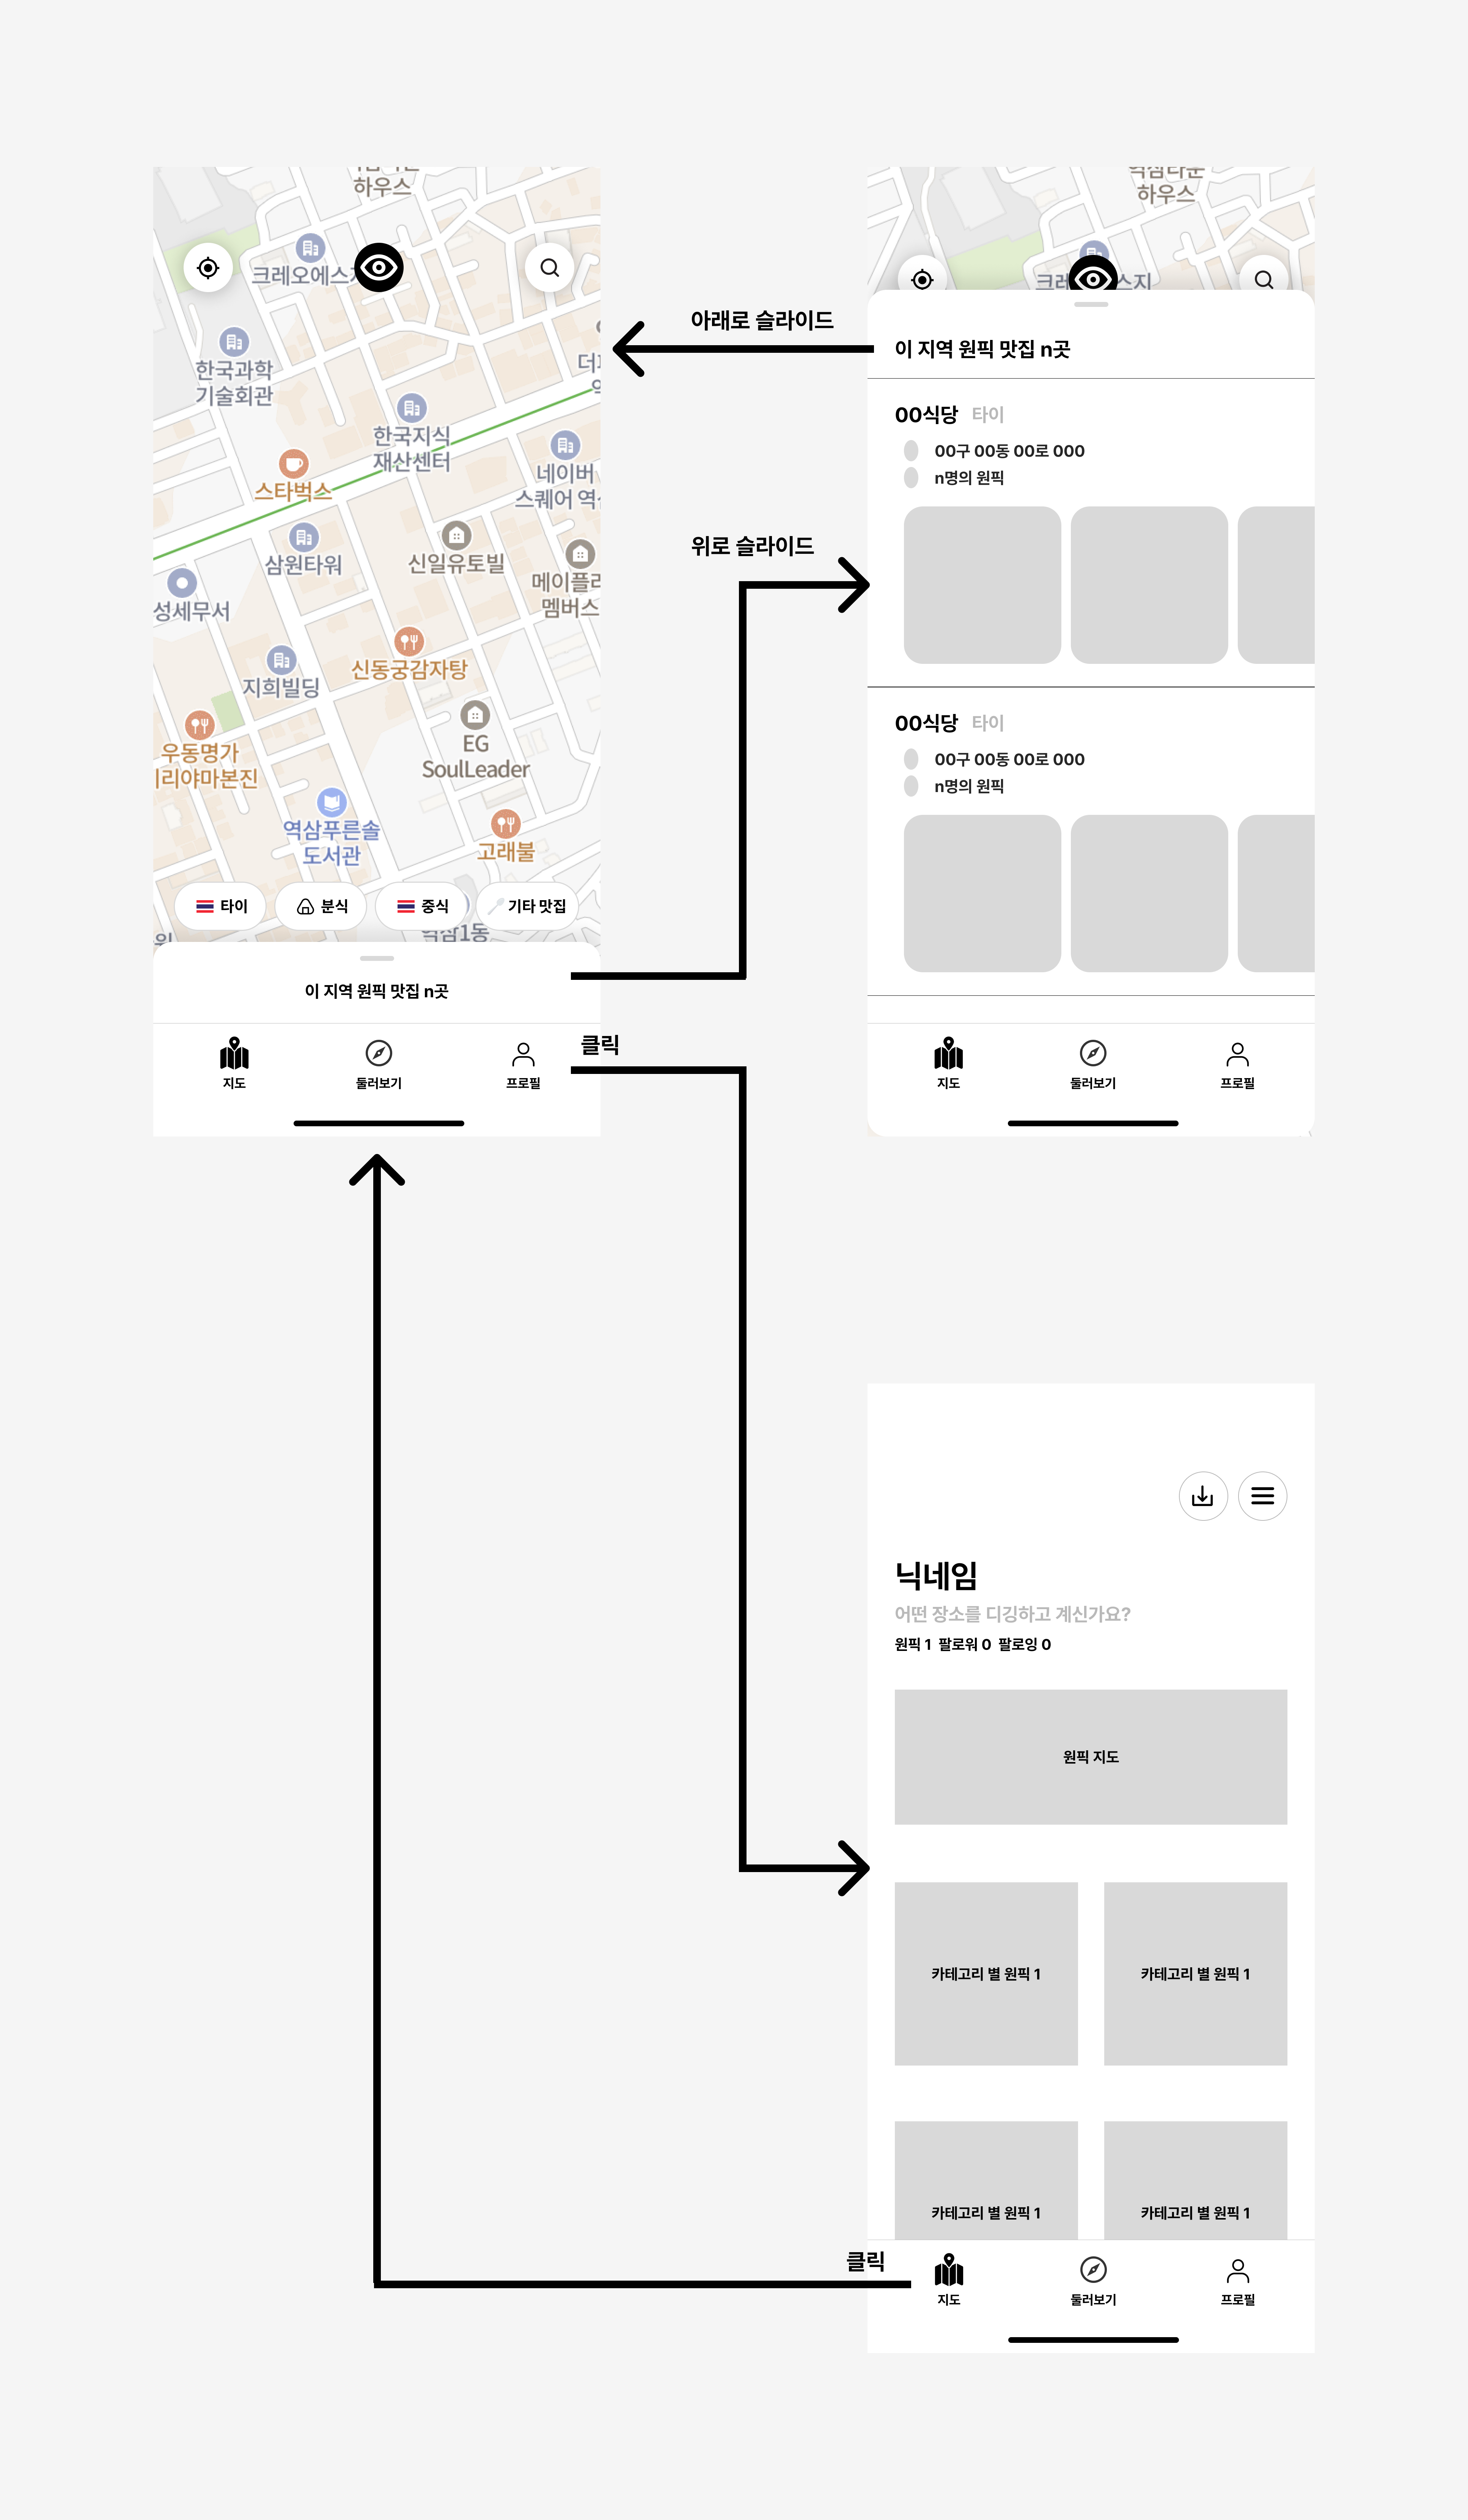 하우스
크레오에스
한국과학
기술회관
한국지식
재산센터
네이버
스퀘어 역
스타벅스
삼원타워
신일유토빌
메이플
멤버스
성세무서
지희빌딩
신동궁감자탕
우동명가
리야마본진
EG
SoulLeader
역삼푸른솔
도서관
고래불
타이
분식
중식
기타 맛집
역삼1동
이 지역 원픽 맛집 n곳
지도
둘러보기
프로필
아래로 슬라이드
위로 슬라이드
클릭
하우스
이 지역 원픽 맛집 n곳
00식당 타이
00구 00동 00로 000
n명의 원픽
00식당 타이
00구 00동 00로 000
n명의 원픽
지도
둘러보기
프로필
닉네임
어떤 장소를 디깅하고 계신가요?
원픽 1 팔로워 0 팔로잉 0
원픽 지도
카테고리 별 원픽 1
카테고리 별 원픽 1
카테고리 별 원픽 1
카테고리 별 원픽 1
클릭
지도
둘러보기
프로필